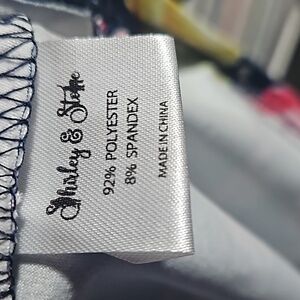 Shirley & Stone
92% POLYESTER
8% SPANDEX
MADE IN CHINA